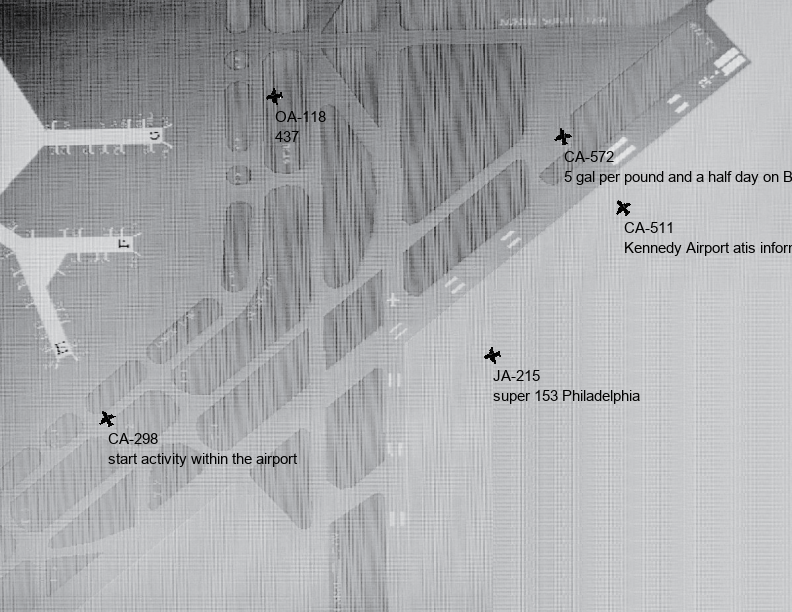 OA-118
437
CA-572
5 gal per pound and a half day on B
CA-511
Kennedy Airport atis inform
JA-215
super 153 Philadelphia
CA-298
start activity within the airport